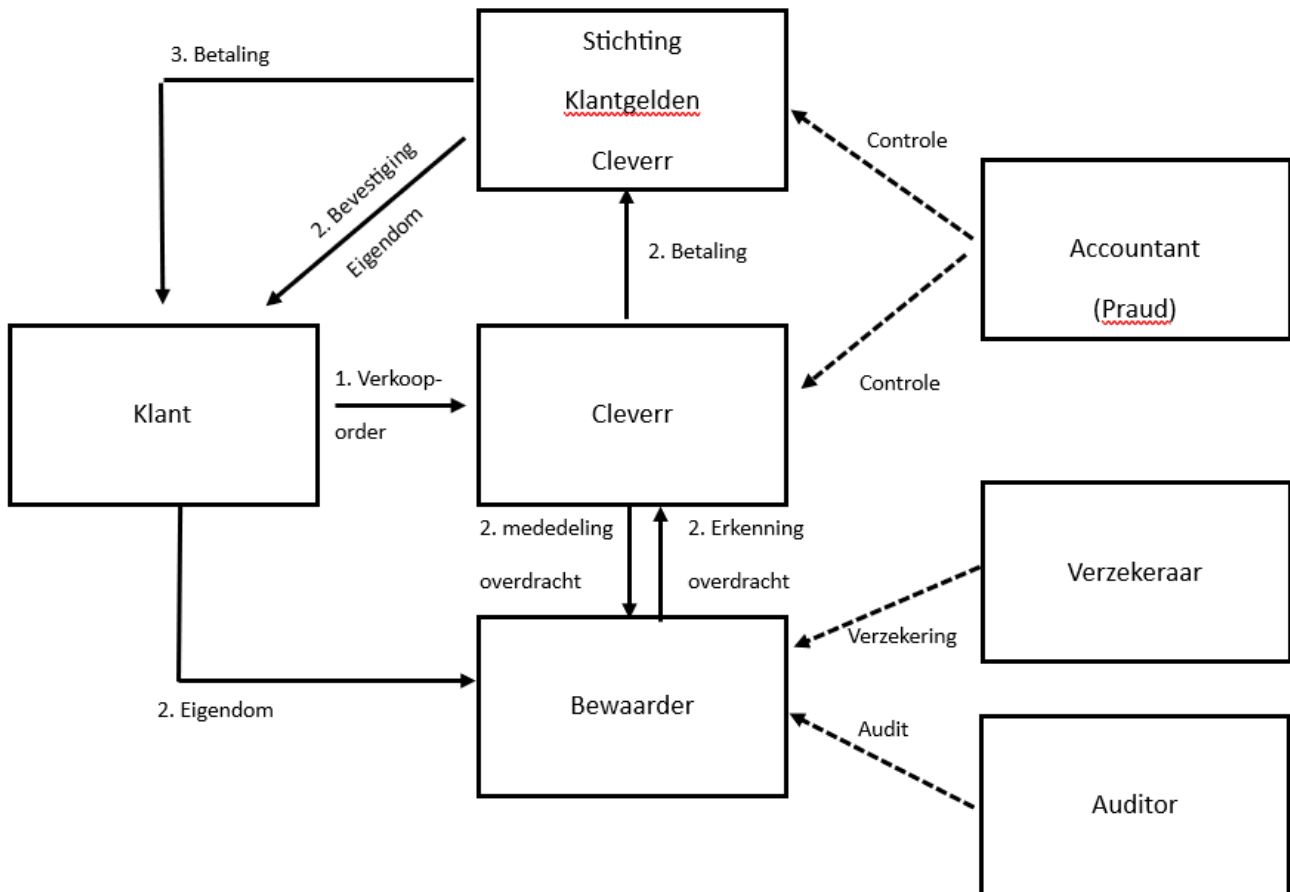 3. Betaling
Stichting
Klantgelden
Cleverr
2. Bevestiging
Eigendom
2. Betaling
Controle
Accountant
(Praud)
Controle
Klant
1. Verkoop-
order
Cleverr
2. mededeling
overdracht
2. Erkenning
overdracht
Verzekeraar
Verzekering
2. Eigendom
Bewaarder
Audit
Auditor